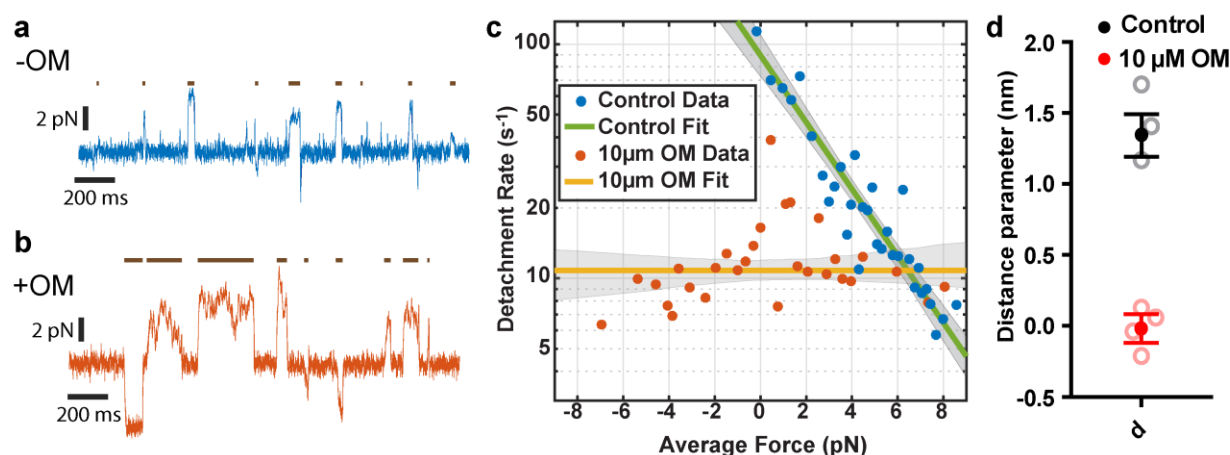 a
-OM
2 pN
200 ms
b
+OM
2 pN
200 ms
c
Detachment Rate (s⁻¹)
100
50
20
10
5
Control Data
Control Fit
10μm OM Data
10μm OM Fit
-8 -6 -4 -2 0 2 4 6 8
Average Force (pN)
d
Control
10 μM OM
Distance parameter (nm)
2.0
1.5
1.0
0.5
0.0
-0.5
d